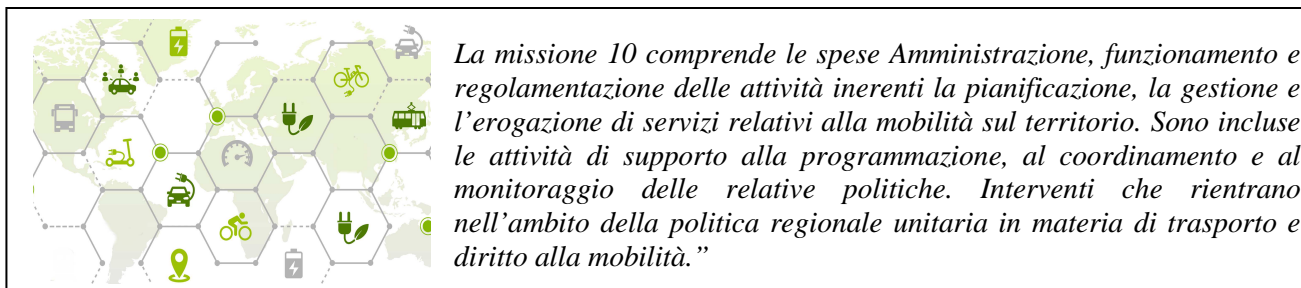 La missione 10 comprende le spese Amministrazione, funzionamento e
regolamentazione delle attività inerenti la pianificazione, la gestione e
l’erogazione di servizi relativi alla mobilità sul territorio. Sono incluse
le attività di supporto alla programmazione, al coordinamento e al
monitoraggio delle relative politiche. Interventi che rientrano
nell’ambito della politica regionale unitaria in materia di trasporto e
diritto alla mobilità.”